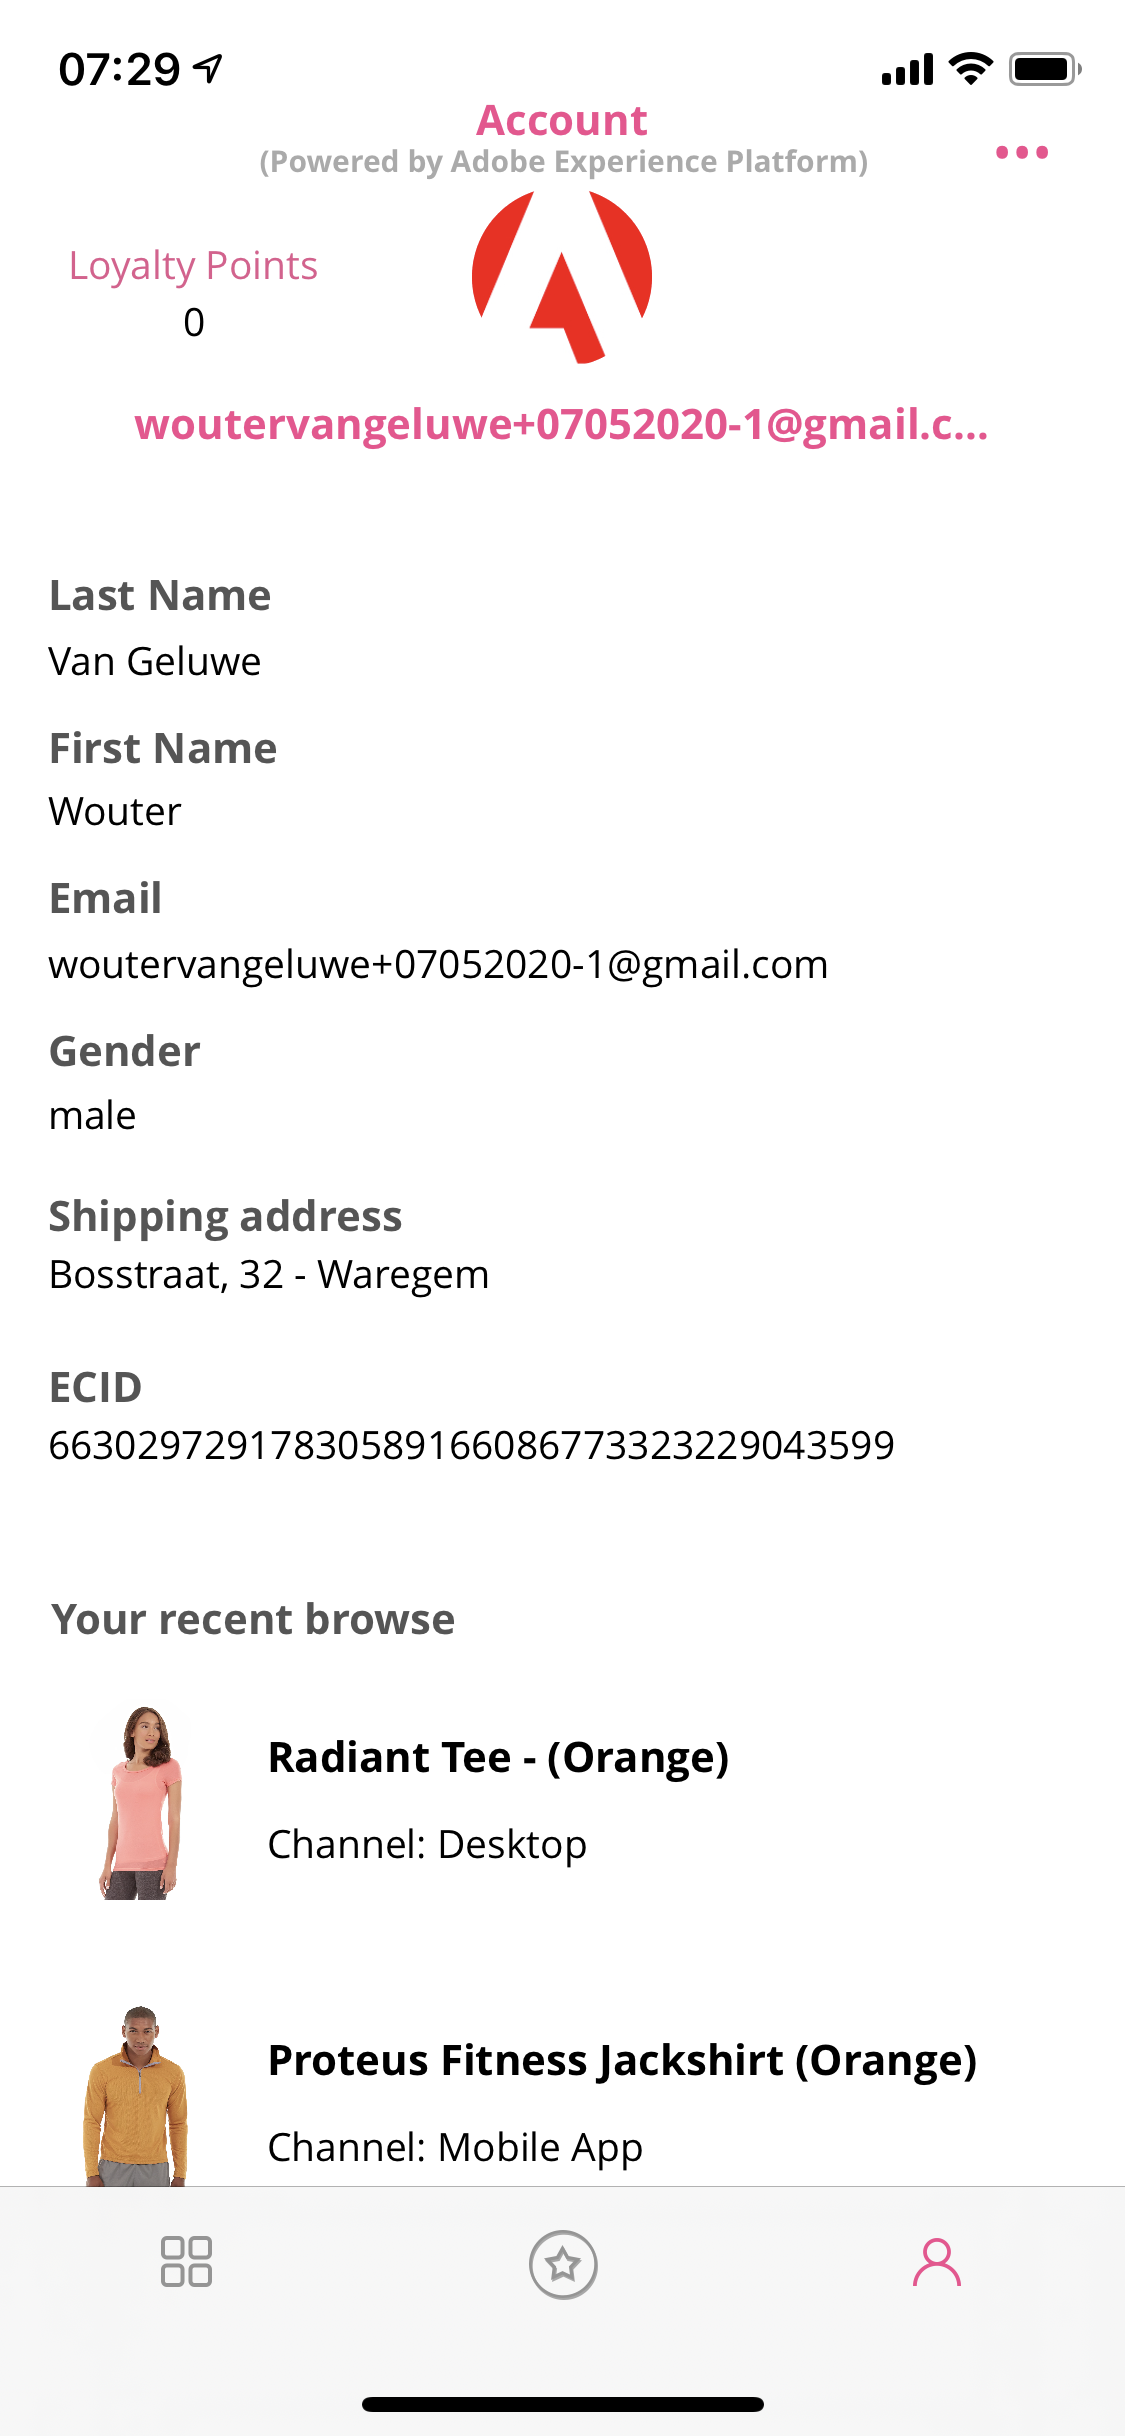 07:29
Account
(Powered by Adobe Experience Platform)
Loyalty Points
0
woutervangeluwe+07052020-1@gmail.c...
Last Name
Van Geluwe
First Name
Wouter
Email
woutervangeluwe+07052020-1@gmail.com
Gender
male
Shipping address
Bosstraat, 32 - Waregem
ECID
66302972917830589166086773323229043599
Your recent browse
Radiant Tee - (Orange)
Channel: Desktop
Proteus Fitness Jackshirt (Orange)
Channel: Mobile App